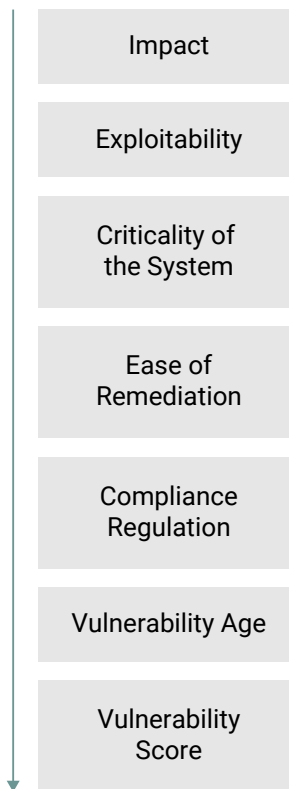 Impact
Exploitability
Criticality of
the System
Ease of
Remediation
Compliance
Regulation
Vulnerability Age
Vulnerability
Score